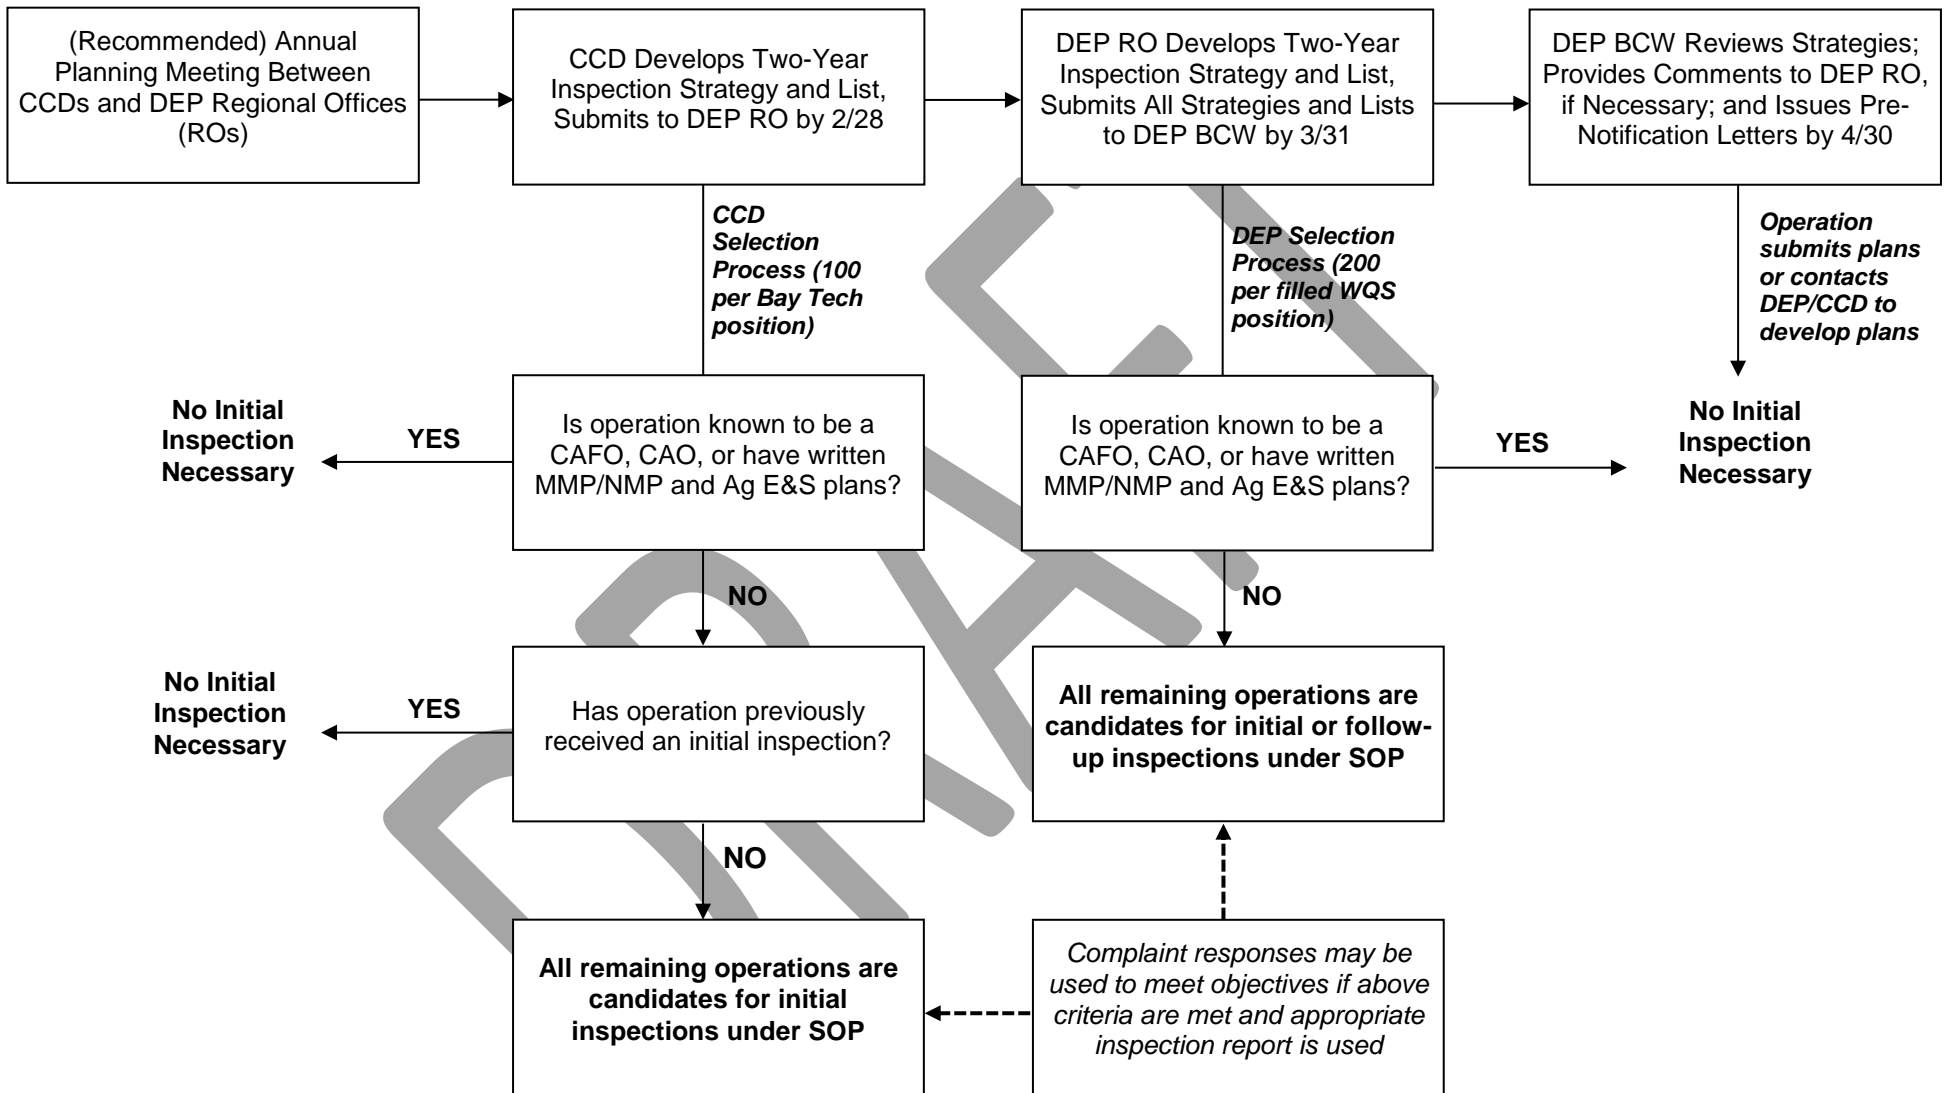 (Recommended) Annual
Planning Meeting Between
CCDs and DEP Regional Offices
(ROs)
CCD Develops Two-Year
Inspection Strategy and List,
Submits to DEP RO by 2/28
DEP RO Develops Two-Year
Inspection Strategy and List,
Submits All Strategies and Lists
to DEP BCW by 3/31
DEP BCW Reviews Strategies;
Provides Comments to DEP RO,
if Necessary; and Issues Pre-
Notification Letters by 4/30
CCD
Selection
Process (100
per Bay Tech
position)
DEP Selection
Process (200
per filled WQS
position)
Operation
submits plans
or contacts
DEP/CCD to
develop plans
No Initial
Inspection
Necessary
YES
Is operation known to be a
CAFO, CAO, or have written
MMP/NMP and Ag E&S plans?
Is operation known to be a
CAFO, CAO, or have written
MMP/NMP and Ag E&S plans?
YES
No Initial
Inspection
Necessary
NO
NO
No Initial
Inspection
Necessary
YES
Has operation previously
received an initial inspection?
All remaining operations are
candidates for initial or follow-
up inspections under SOP
NO
All remaining operations are
candidates for initial
inspections under SOP
Complaint responses may be
used to meet objectives if above
criteria are met and appropriate
inspection report is used
DRAFT